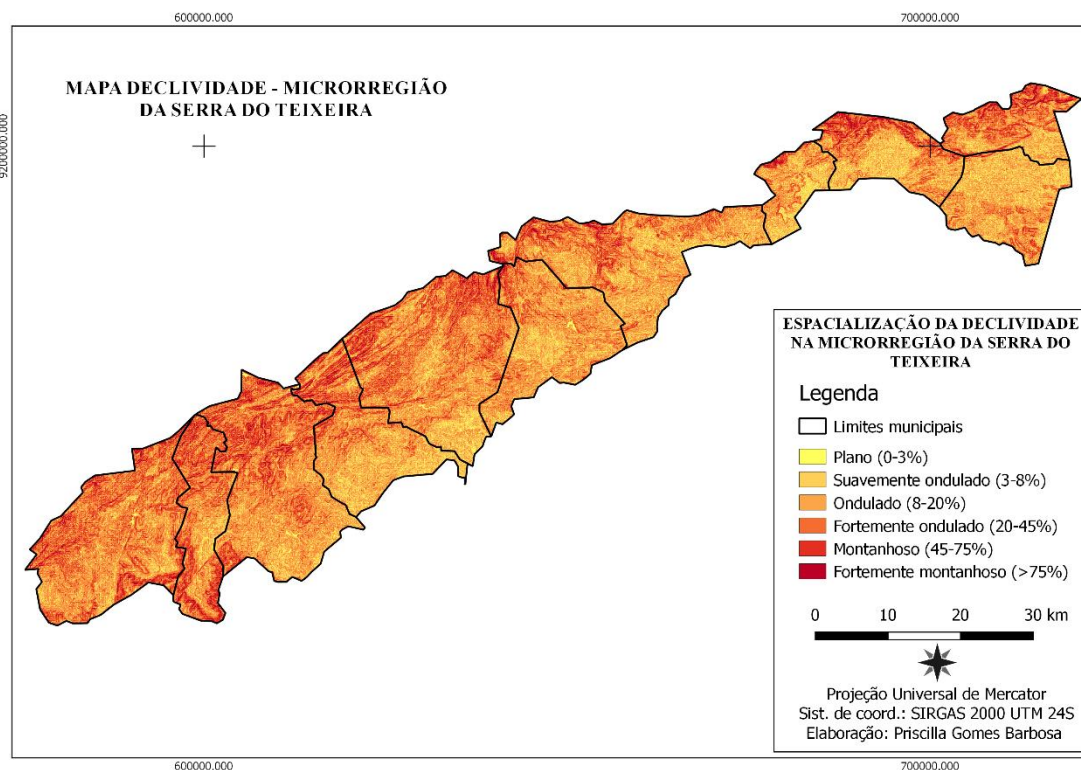 600000.000
700000.000
MAPA DECLIVIDADE - MICRORREGIÃO
DA SERRA DO TEIXEIRA
9200000.000
ESPACIALIZAÇÃO DA DECLIVIDADE
NA MICRORREGIÃO DA SERRA DO
TEIXEIRA
Legenda
Limites municipais
Plano (0-3%)
Suavemente ondulado (3-8%)
Ondulado (8-20%)
Fortemente ondulado (20-45%)
Montanhoso (45-75%)
Fortemente montanhoso (>75%)
0 10 20 30 km
Projeção Universal de Mercator
Sist. de coord.: SIRGAS 2000 UTM 24S
Elaboração: Priscilla Gomes Barbosa
600000.000
700000.000